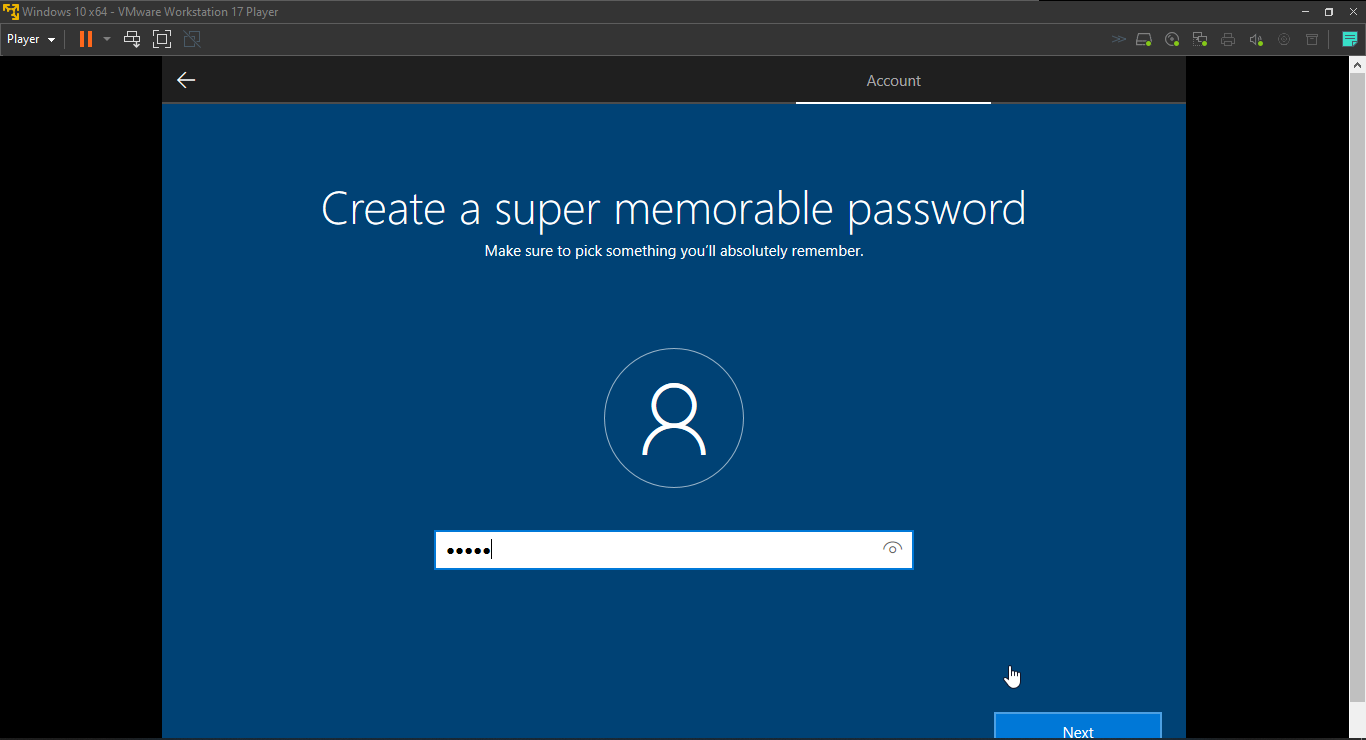 Windows 10 x64 - VMware Workstation 17 Player
Player
Account
Create a super memorable password
Make sure to pick something you'll absolutely remember.
•••••
Next